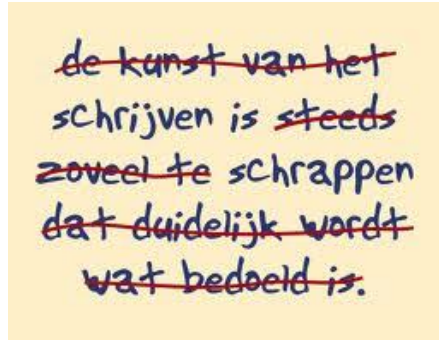 de kunst van het
schrijven is steeds
zoveel te schrappen
dat duidelijk wordt
wat bedoeld is.